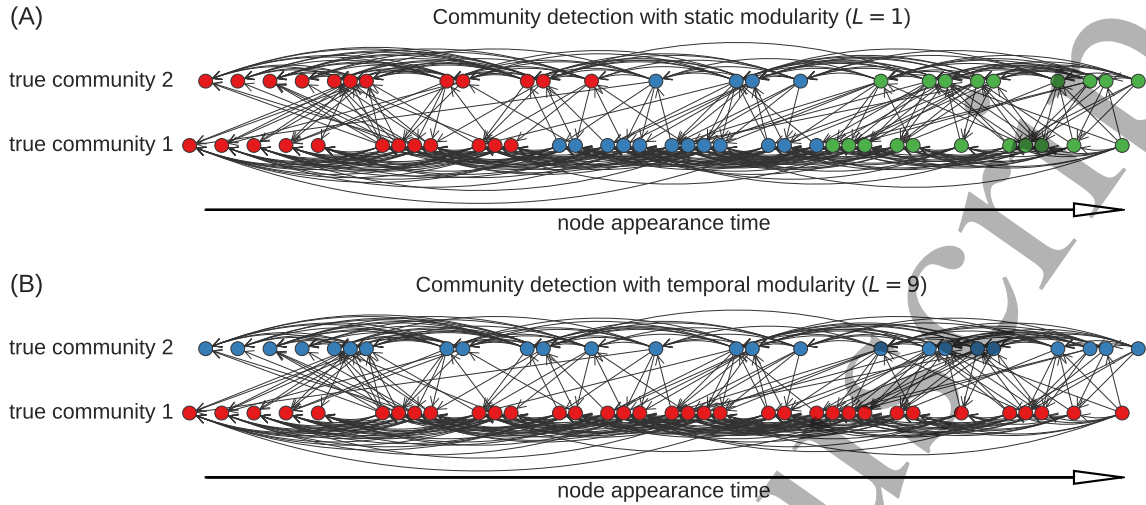 (A)
Community detection with static modularity (L = 1)
true community 2
true community 1
node appearance time
(B)
Community detection with temporal modularity (L = 9)
true community 2
true community 1
node appearance time
uscrip